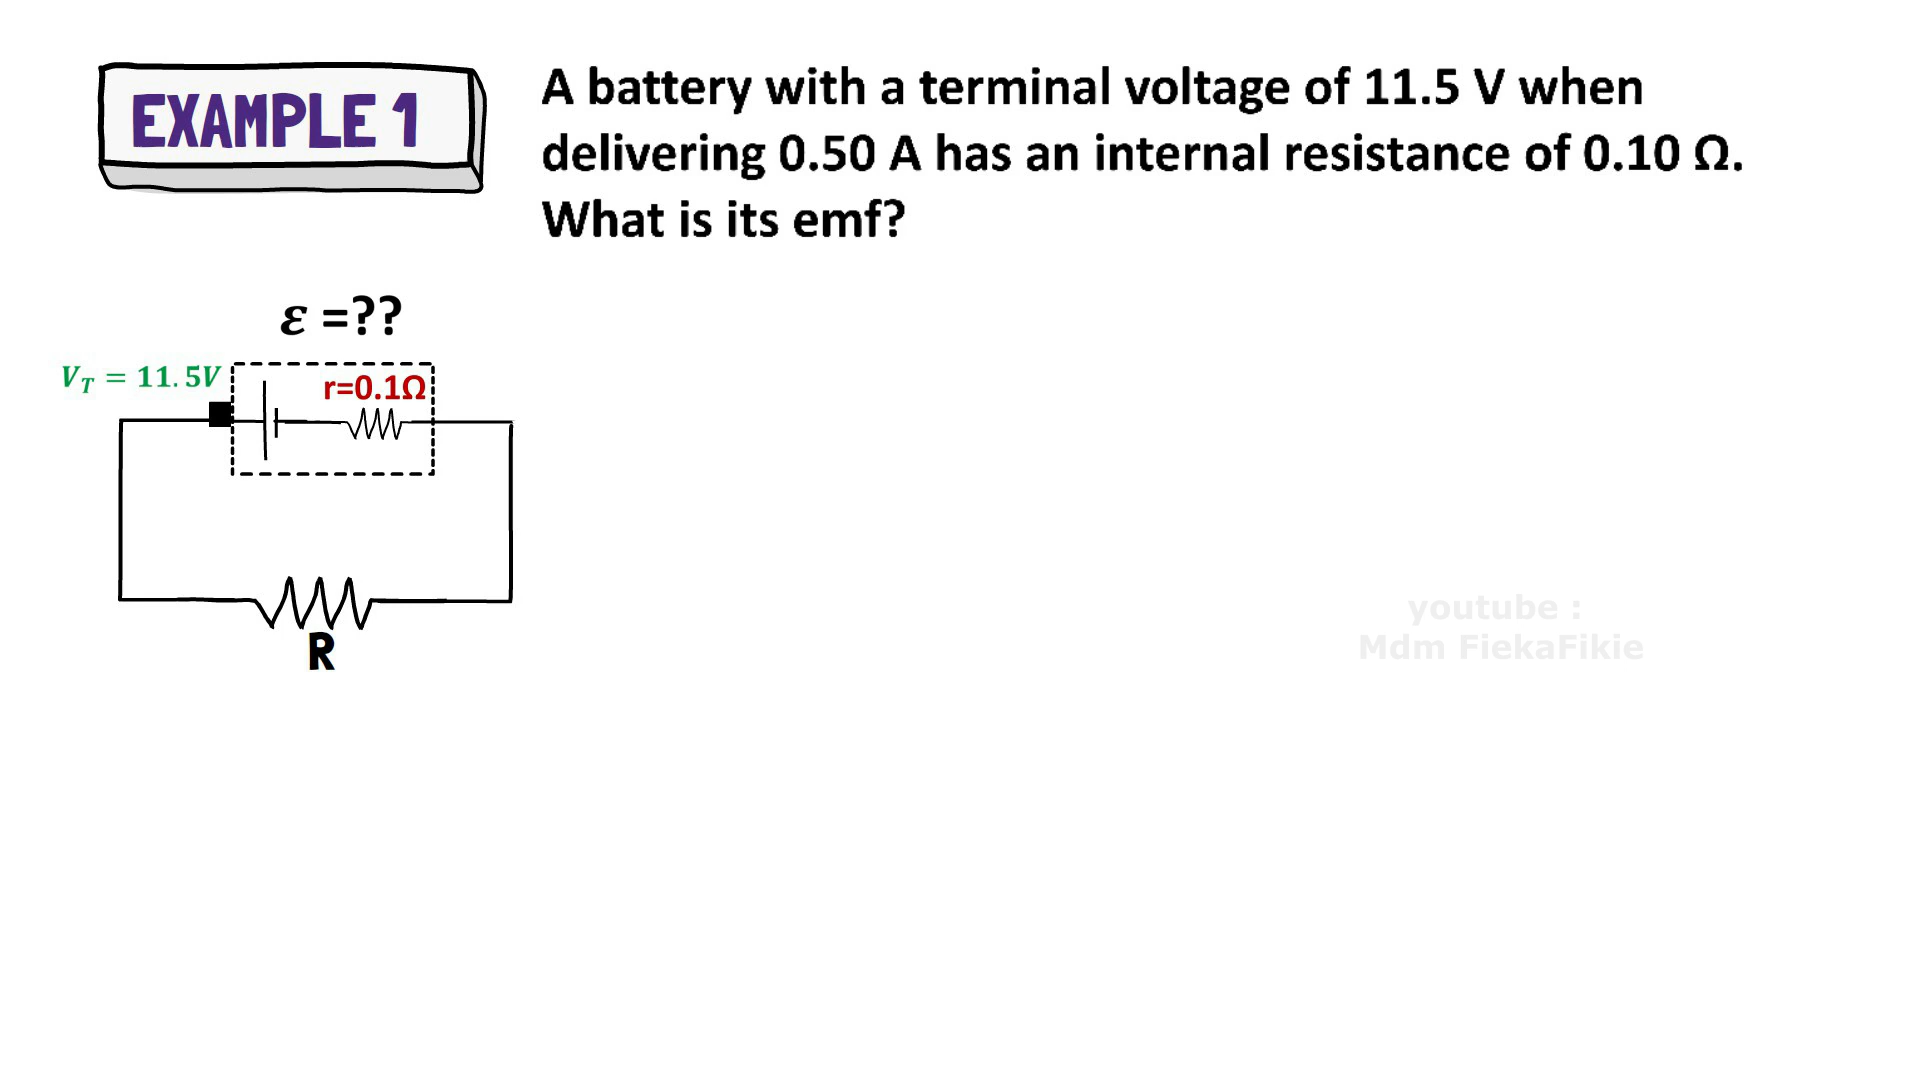 EXAMPLE 1
A battery with a terminal voltage of 11.5 V when
delivering 0.50 A has an internal resistance of 0.10 Ω.
What is its emf?
ε =??
V_T = 11.5V
r=0.1Ω
R
youtube :
Mdm FiekaFikie